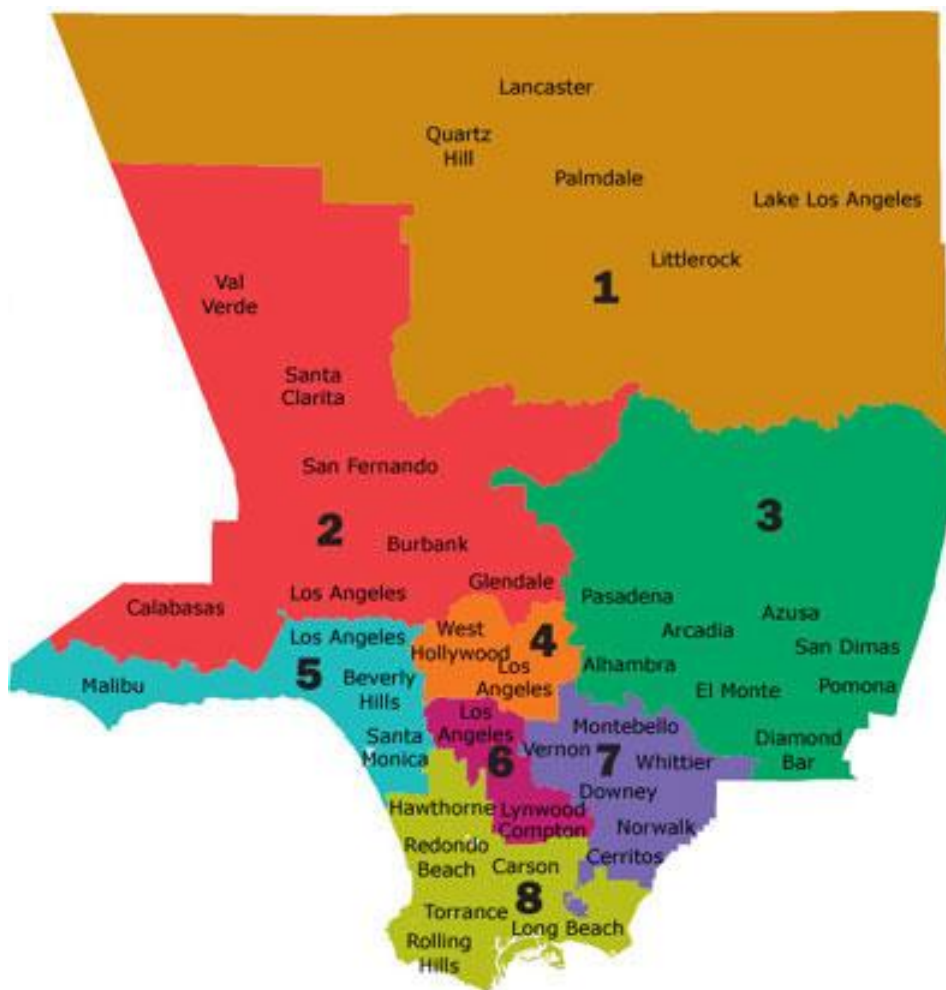 Lancaster
Quartz
Hill
Palmdale
Lake Los Angeles
Littlerock
1
Val
Verde
Santa
Clarita
San Fernando
2
Burbank
Glendale
Los Angeles
Calabasas
3
Pasadena
Azusa
Arcadia
San Dimas
Alhambra
El Monte
Pomona
Diamond
Bar
West
Hollywood
4
Los
Angeles
Los Angeles
5
Beverly
Hills
Malibu
Santa
Monica
Los
Angeles
6
Lynwood
Compton
Montebello
Vernon
7
Whittier
Downey
Norwalk
Cerritos
Hawthorne
Redondo
Beach
Carson
8
Torrance
Long Beach
Rolling
Hills